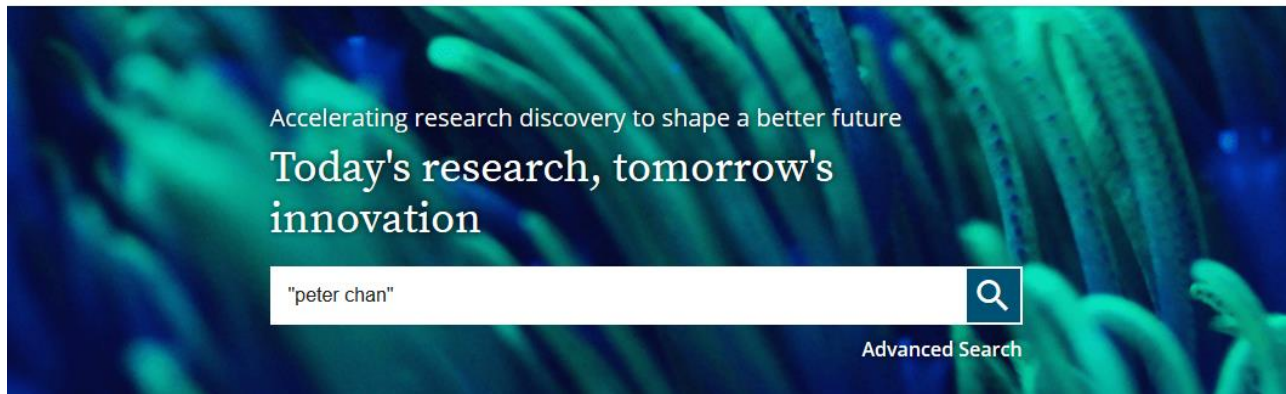 Accelerating research discovery to shape a better future
Today's research, tomorrow's
innovation
"peter chan"
Advanced Search